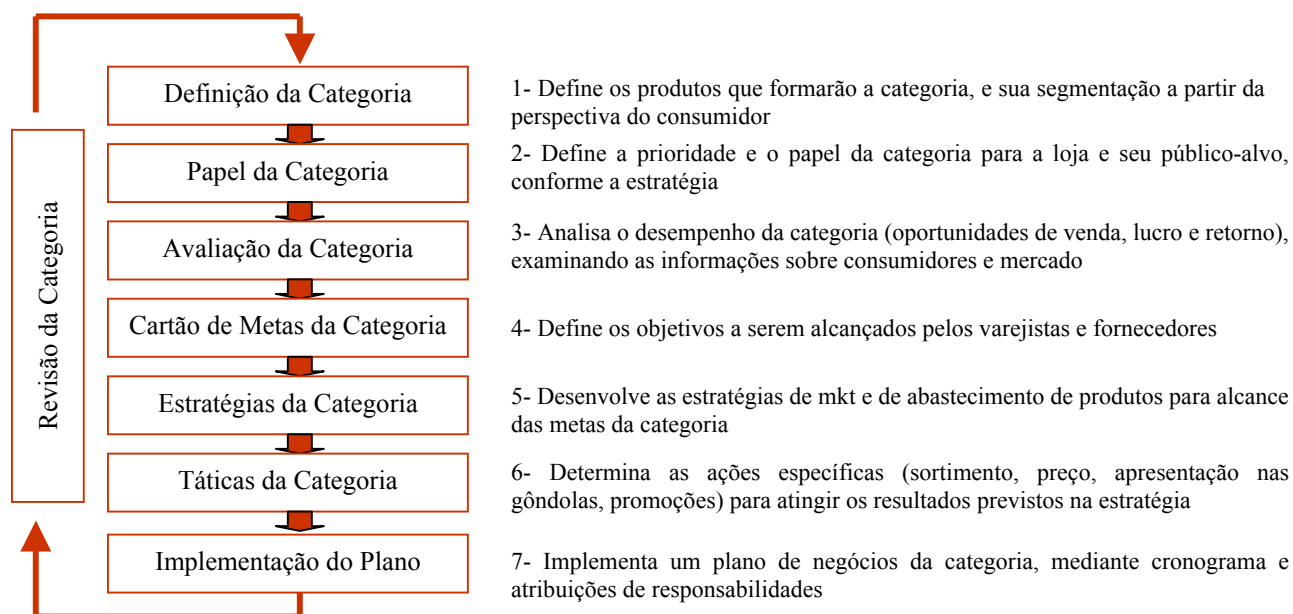 Revisão da Categoria
Definição da Categoria
1- Define os produtos que formarão a categoria, e sua segmentação a partir da
perspectiva do consumidor
Papel da Categoria
2- Define a prioridade e o papel da categoria para a loja e seu público-alvo,
conforme a estratégia
Avaliação da Categoria
3- Analisa o desempenho da categoria (oportunidades de venda, lucro e retorno),
examinando as informações sobre consumidores e mercado
Cartão de Metas da Categoria
4- Define os objetivos a serem alcançados pelos varejistas e fornecedores
Estratégias da Categoria
5- Desenvolve as estratégias de mkt e de abastecimento de produtos para alcance
das metas da categoria
Táticas da Categoria
6- Determina as ações específicas (sortimento, preço, apresentação nas
gôndolas, promoções) para atingir os resultados previstos na estratégia
Implementação do Plano
7- Implementa um plano de negócios da categoria, mediante cronograma e
atribuições de responsabilidades